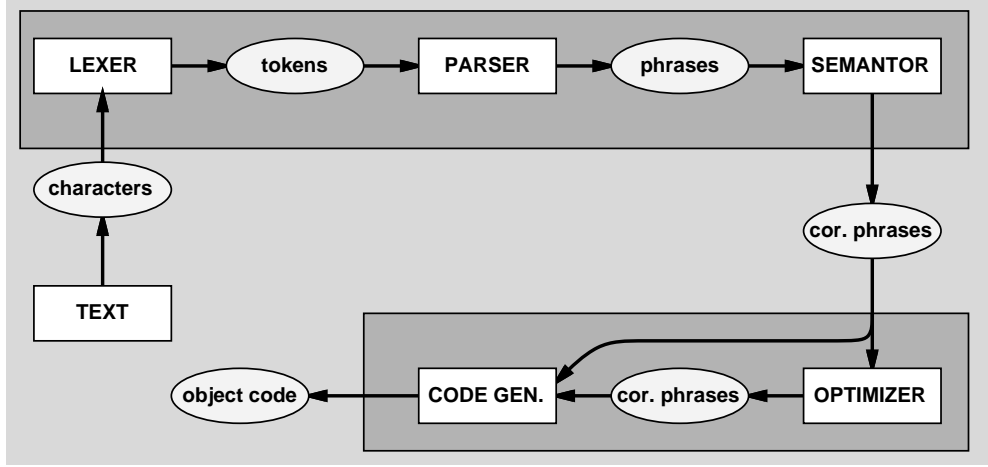 LEXER
tokens
PARSER
phrases
SEMANTOR
characters
cor. phrases
TEXT
object code
CODE GEN.
cor. phrases
OPTIMIZER